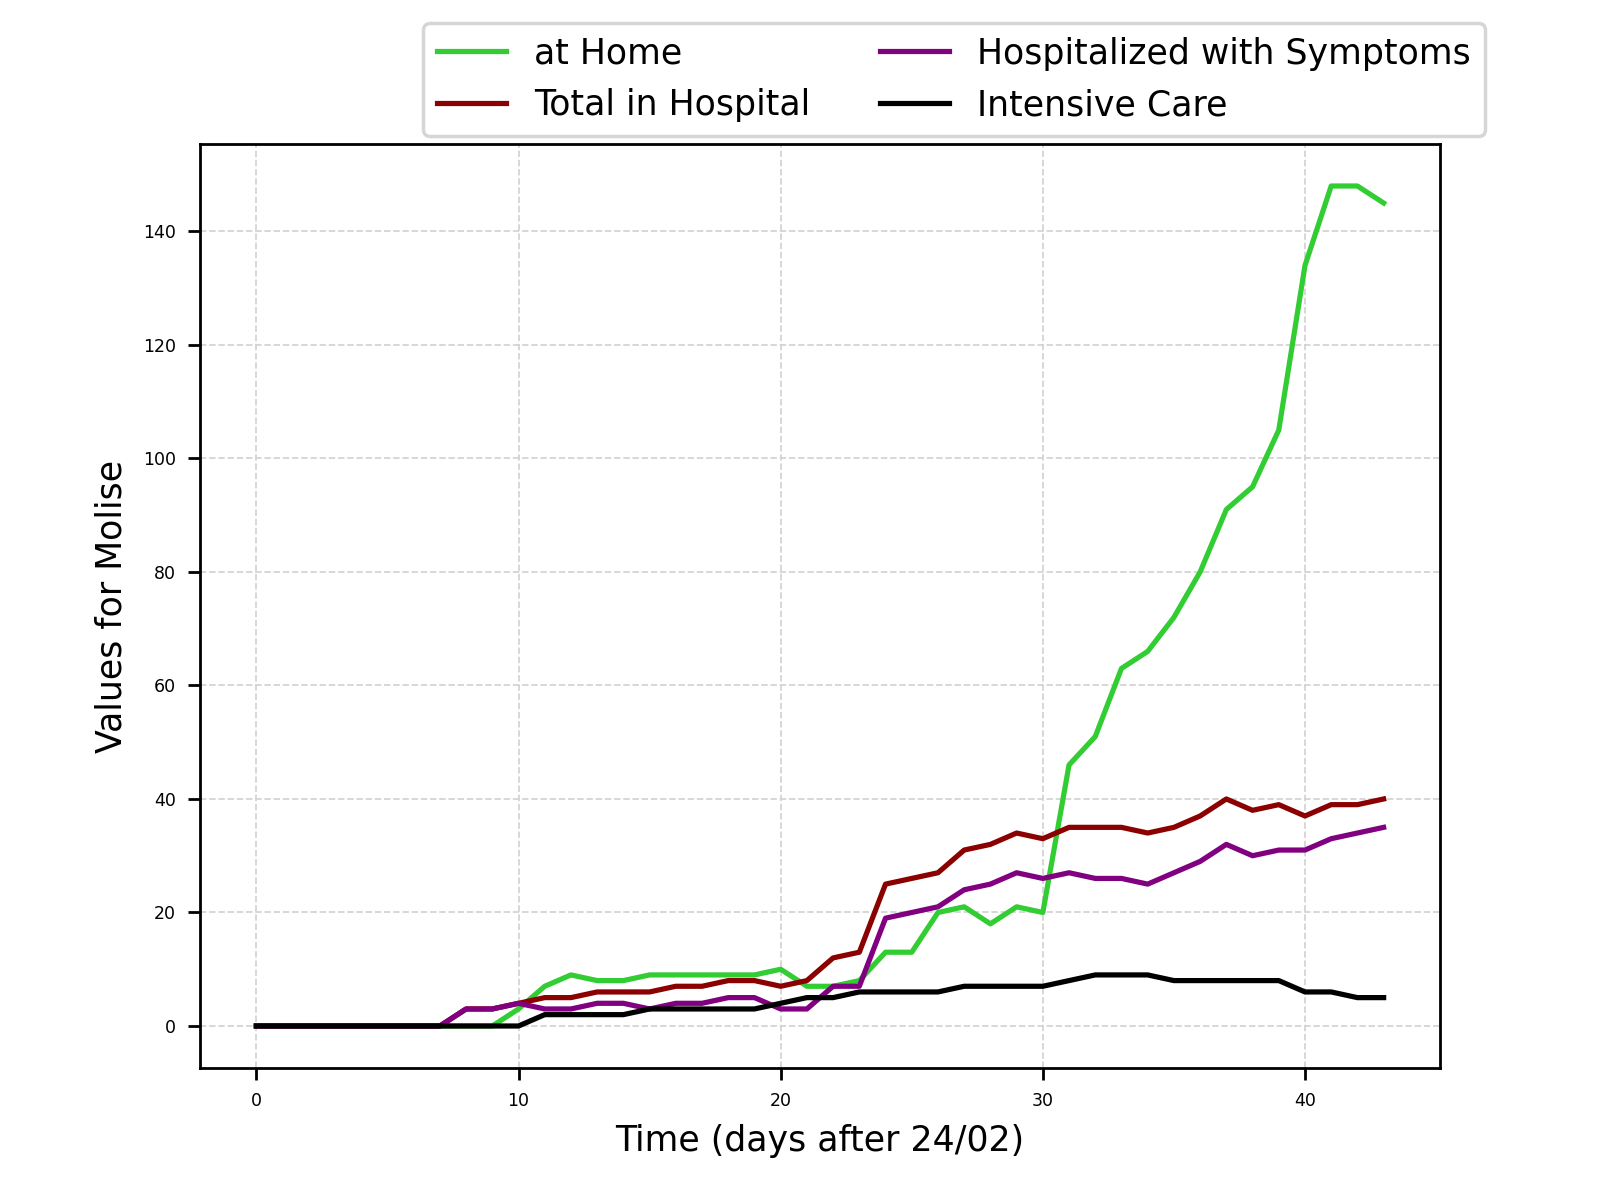 at Home
Hospitalized with Symptoms
Total in Hospital
Intensive Care
140
120
100
80
60
40
20
0
Values for Molise
0 10 20 30 40
Time (days after 24/02)